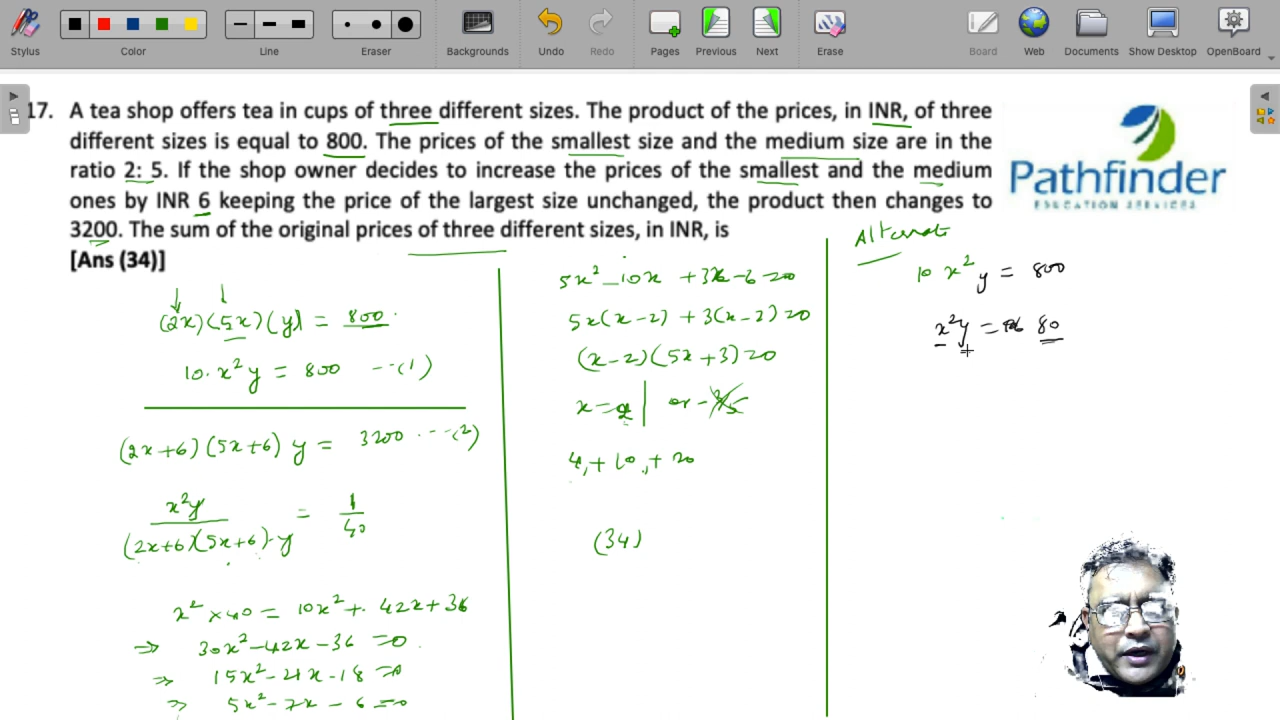 Stylus
Color
Line
Eraser
Backgrounds
Undo
Redo
Pages
Previous
Next
Erase
Board
Web
Documents
Show Desktop
OpenBoard
17. A tea shop offers tea in cups of three different sizes. The product of the prices, in INR, of three
different sizes is equal to 800. The prices of the smallest size and the medium size are in the
ratio 2: 5. If the shop owner decides to increase the prices of the smallest and the medium
ones by INR 6 keeping the price of the largest size unchanged, the product then changes to
3200. The sum of the original prices of three different sizes, in INR, is
[Ans (34)]
Pathfinder
EDUCATION SERVICES
(2x)(5x)(y) = 800
10.x²y = 800 --(1)
(2x+6)(5x+6) y = 3200 ---(2)
x²y / (2x+6)(5x+6).y = 1/40
x² x40 = 10x² + 42x + 36
⇒ 30x² - 42x - 36 = 0
⇒ 15x² - 21x - 18 = 0
⇒ 5x² - 7x - 6 = 0
5x² - 10x + 3x - 6 = 0
5x(x-2) + 3(x-2) = 0
(x-2)(5x+3) = 0
x = 2 | or -3/5
4, + 10, + 20
(34)
Alternate
10 x² y = 800
x²y = 80